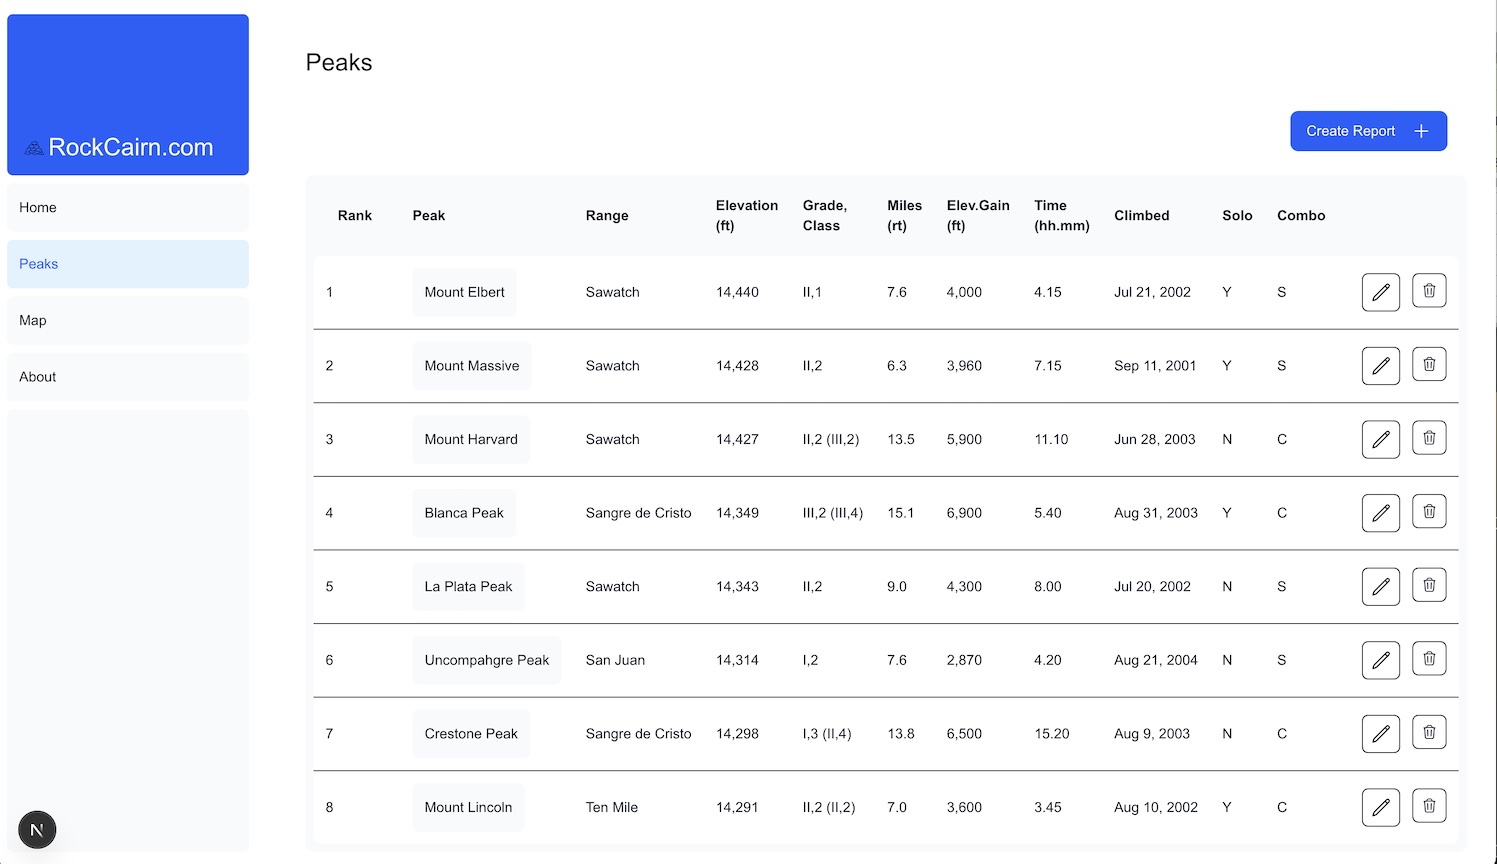 RockCairn.com
Home
Peaks
Map
About
N
Peaks
Create Report
Rank Peak Range Elevation (ft) Grade, Class Miles (rt) Elev.Gain (ft) Time (hh.mm) Climbed Solo Combo
1 Mount Elbert Sawatch 14,440 II,1 7.6 4,000 4.15 Jul 21, 2002 Y S
2 Mount Massive Sawatch 14,428 II,2 6.3 3,960 7.15 Sep 11, 2001 Y S
3 Mount Harvard Sawatch 14,427 II,2 (III,2) 13.5 5,900 11.10 Jun 28, 2003 N C
4 Blanca Peak Sangre de Cristo 14,349 III,2 (III,4) 15.1 6,900 5.40 Aug 31, 2003 Y C
5 La Plata Peak Sawatch 14,343 II,2 9.0 4,300 8.00 Jul 20, 2002 N S
6 Uncompahgre Peak San Juan 14,314 I,2 7.6 2,870 4.20 Aug 21, 2004 N S
7 Crestone Peak Sangre de Cristo 14,298 I,3 (II,4) 13.8 6,500 15.20 Aug 9, 2003 N C
8 Mount Lincoln Ten Mile 14,291 II,2 (II,2) 7.0 3,600 3.45 Aug 10, 2002 Y C